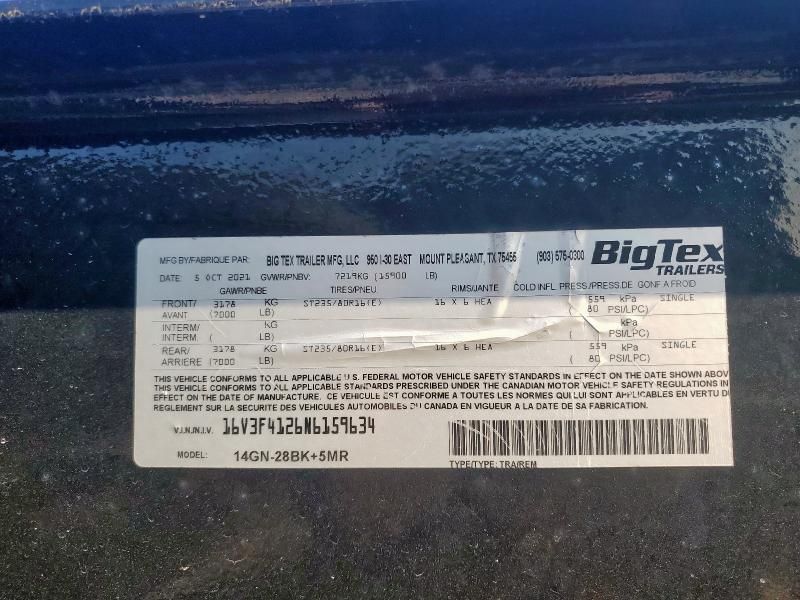 MFG BY/FABRIQUE PAR: BIG TEX TRAILER MFG, LLC 950 I-30 EAST MOUNT PLEASANT, TX 75455 (903) 575-0300 BigTex TRAILERS
DATE: 5 OCT 2021 GVWR/PNBV: 7219KG (15900 LB)
GAWR/PNBE TIRES/PNEU RIMS/JANTE COLD INFL PRESS/PRESS.DE GONF A FROID
FRONT/ 3178 KG ST235/80R16(E) 16 X 6 HEA 559 kPa SINGLE
AVANT (7000 LB) ( 80 PSI/LPC)
INTERM/ KG kPa
INTERM ( LB) ( PSI/LPC)
REAR/ 3178 KG ST235/80R16(E) 16 X 6 HEA 559 kPa SINGLE
ARRIERE (7000 LB) ( 80 PSI/LPC)
THIS VEHICLE CONFORMS TO ALL APPLICABLE U.S. FEDERAL MOTOR VEHICLE SAFETY STANDARDS IN EFFECT ON THE DATE SHOWN ABOV
THIS VEHICLE CONFORMS TO ALL APPLICABLE STANDARDS PRESCRIBED UNDER THE CANADIAN MOTOR VEHICLE SAFETY REGULATIONS IN
EFFECT ON THE DATE OF MANUFACTURE. CE VEHICULE EST CONFORME A TOUTES LES NORMES QUI LUI SONT APPLICABLES EN VERTU DU
REGLEMENT SUR LA SECURITE DES VEHICULES AUTOMOBILES DU CANADA EN VIGUEUR A LA DATE DE SA FABRICATION.
V.I.N./N.I.V. 16V3F4126N6159634
MODEL: 14GN-28BK+5MR
TYPE/TYPE: TRA/REM